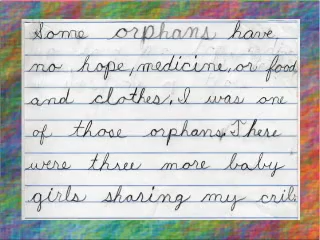 Some orphans have
no hope, medicine, or food
and clothes. I was one
of those orphans. There
were three more baby
girls sharing my crib.